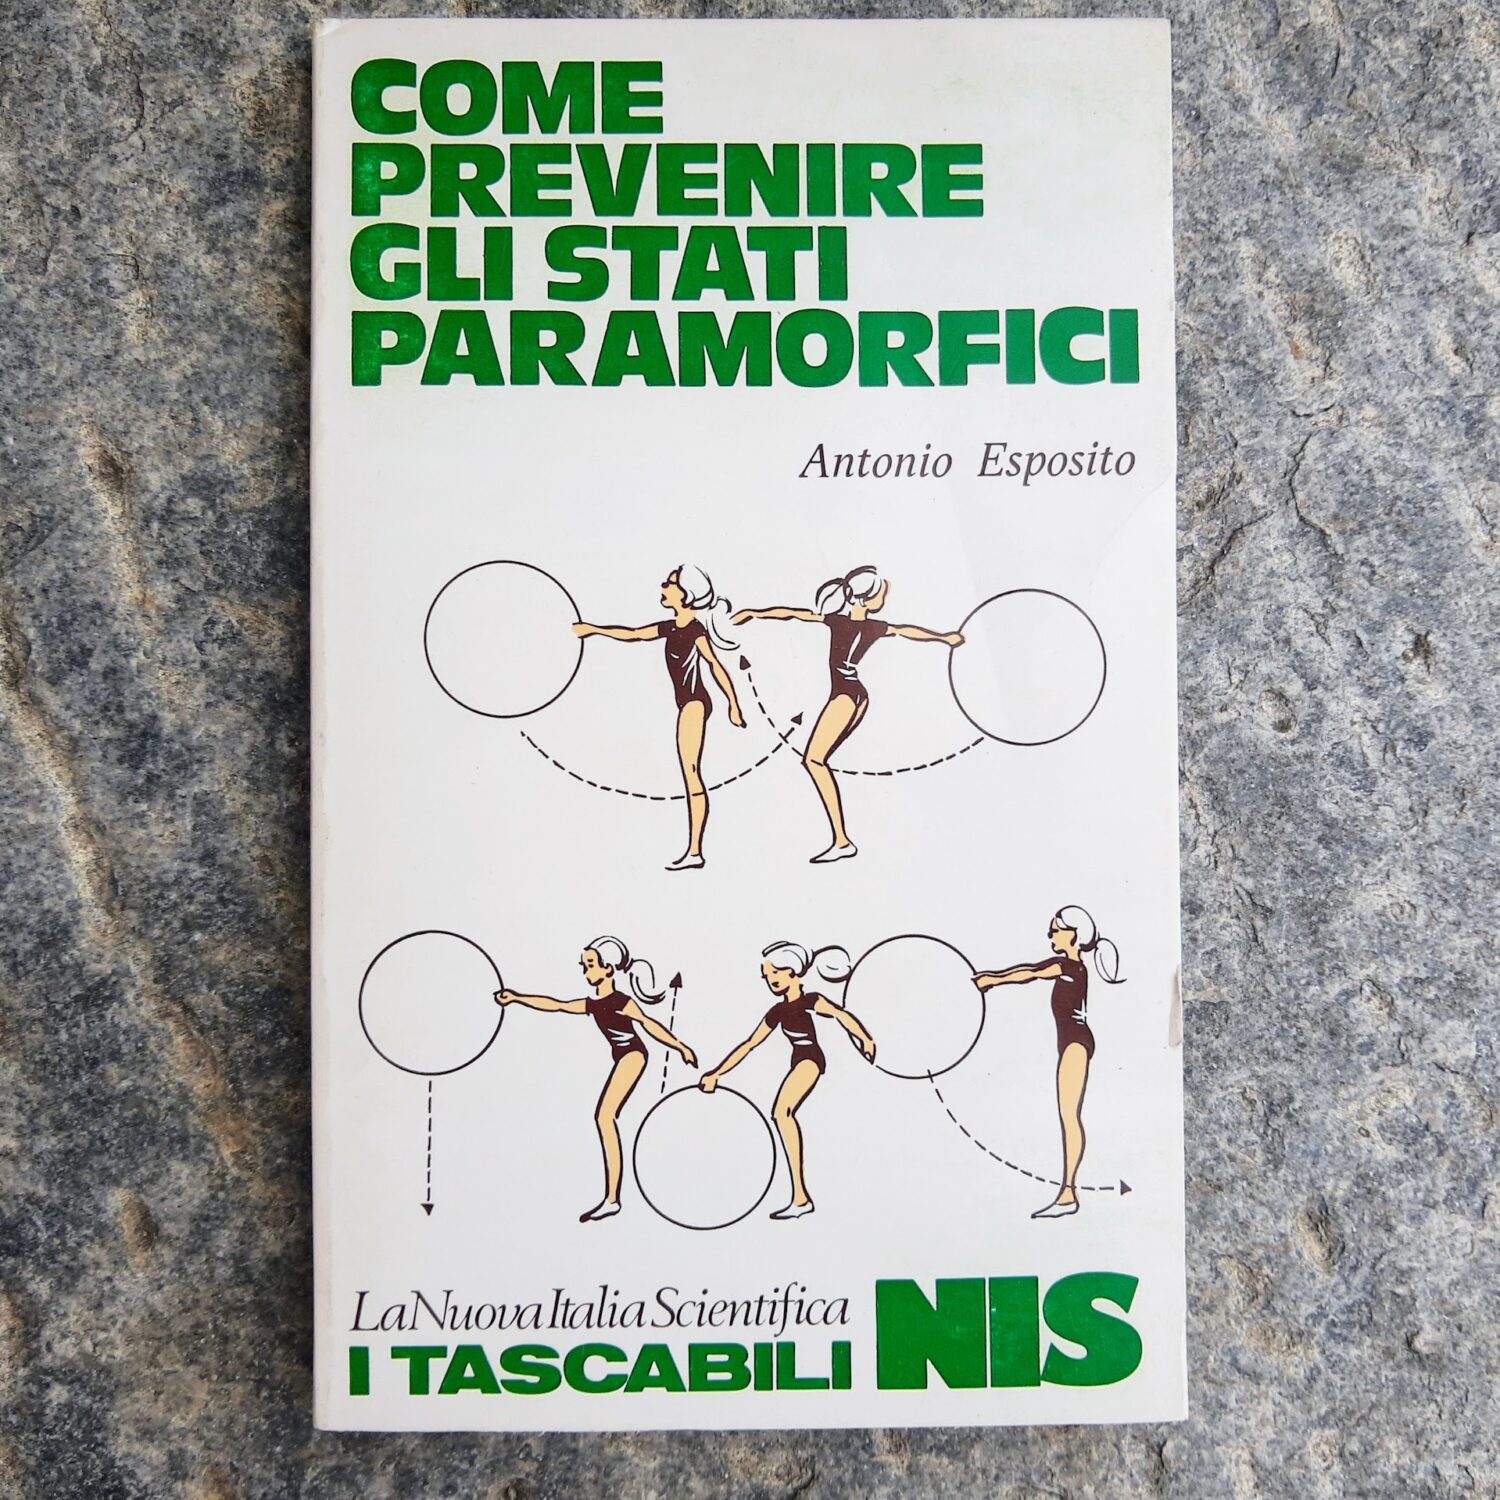 COME
PREVENIRE
GLI STATI
PARAMORFICI
Antonio Esposito
La Nuova Italia Scientifica
I TASCABILI NIS